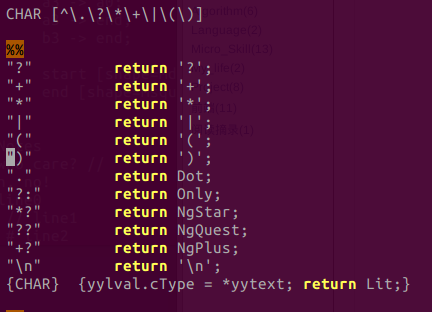 CHAR [^\.\?\*\+\|\(\)]
%%
"?" return '?';
"+" return '+';
"*" return '*';
"|" return '|';
"(" return '(';
")" return ')';
"." return Dot;
"?:" return Only;
"*?" return NgStar;
"??" return NgQuest;
"+?" return NgPlus;
"\n" return '\n';
{CHAR} {yylval.cType = *yytext; return Lit;}